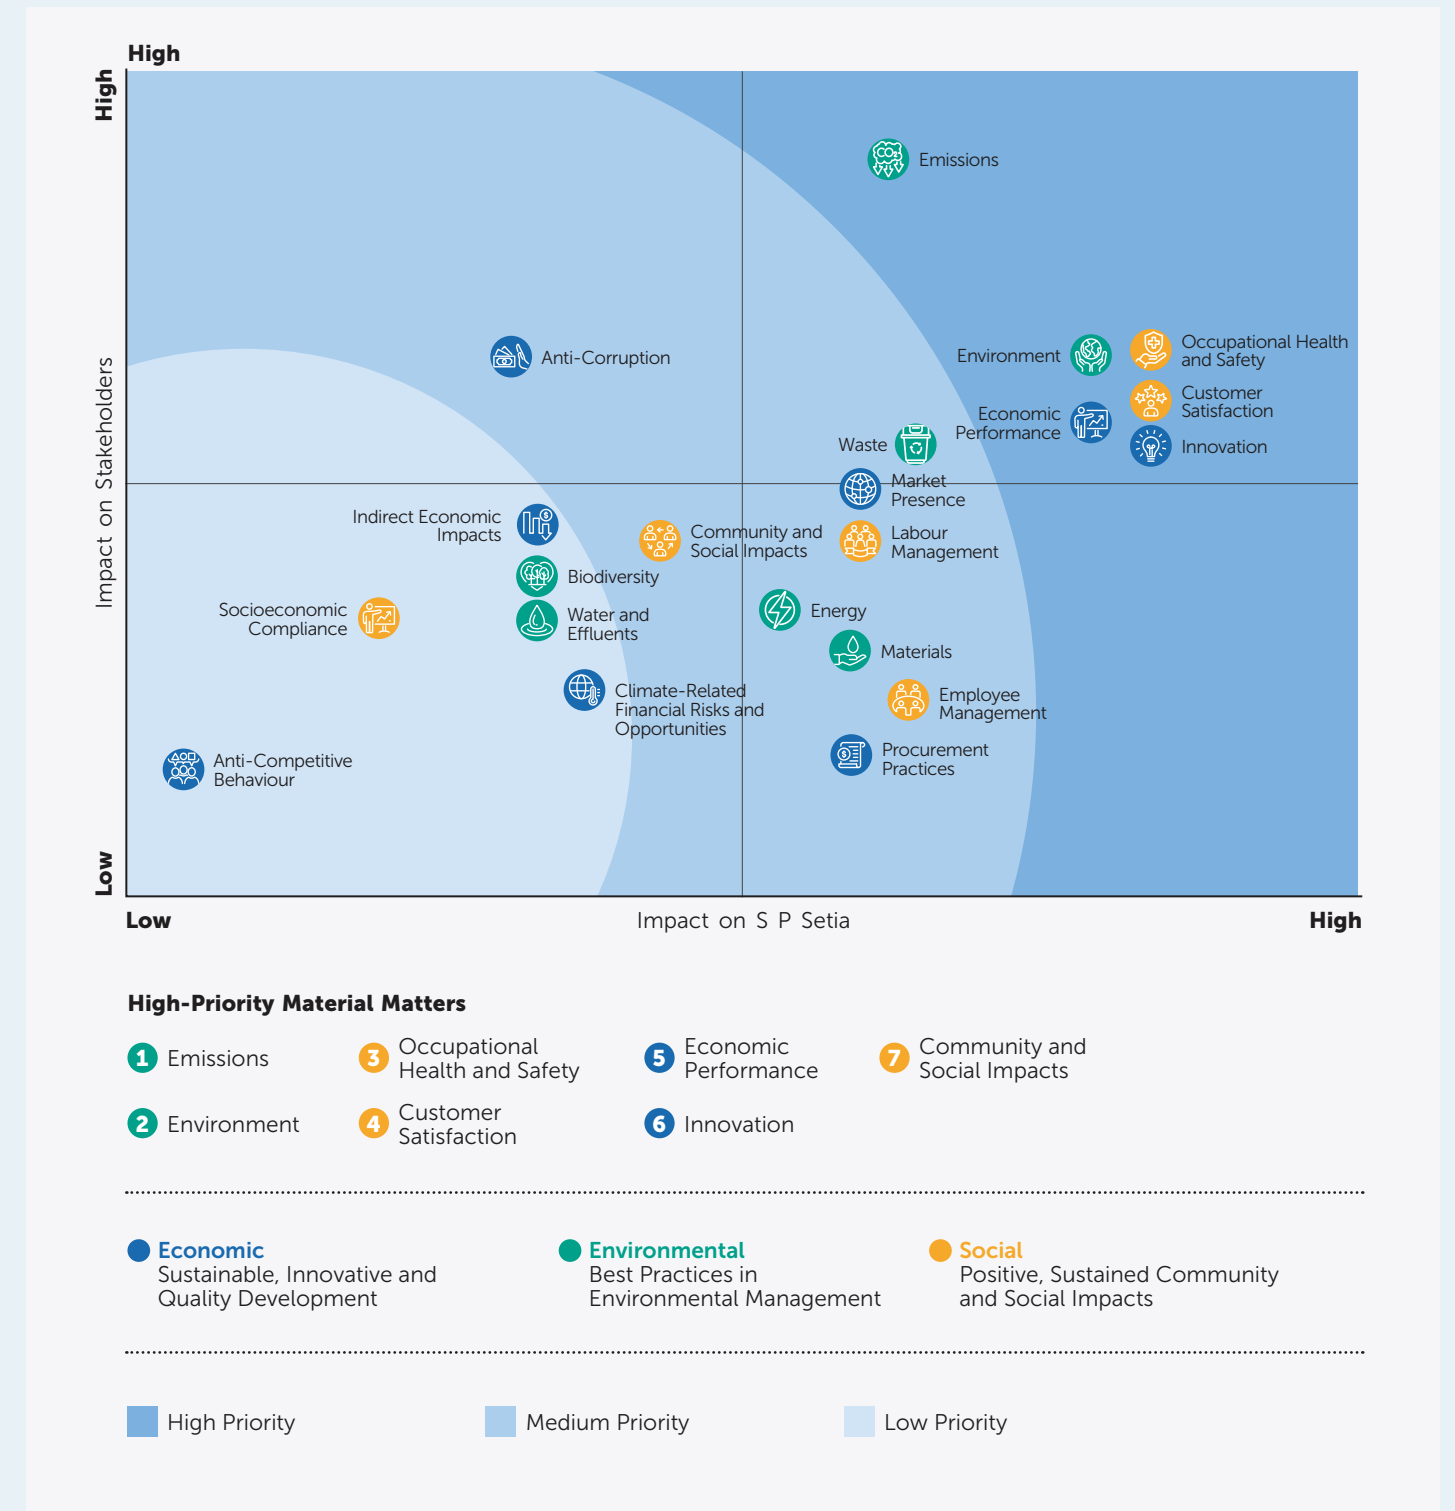 High
High
Emissions
Anti-Corruption
Environment
Occupational Health
and Safety
Customer
Satisfaction
Economic
Performance
Innovation
Waste
Market
Presence
Impact on Stakeholders
Indirect Economic
Impacts
Community and
Social Impacts
Labour
Management
Biodiversity
Socioeconomic
Compliance
Water and
Effluents
Energy
Materials
Climate-Related
Financial Risks and
Opportunities
Employee
Management
Procurement
Practices
Anti-Competitive
Behaviour
Low
Low
Impact on S P Setia
High
High-Priority Material Matters
1 Emissions
2 Environment
3 Occupational
Health and Safety
4 Customer
Satisfaction
5 Economic
Performance
6 Innovation
7 Community and
Social Impacts
Economic
Sustainable, Innovative and
Quality Development
Environmental
Best Practices in
Environmental Management
Social
Positive, Sustained Community
and Social Impacts
High Priority
Medium Priority
Low Priority